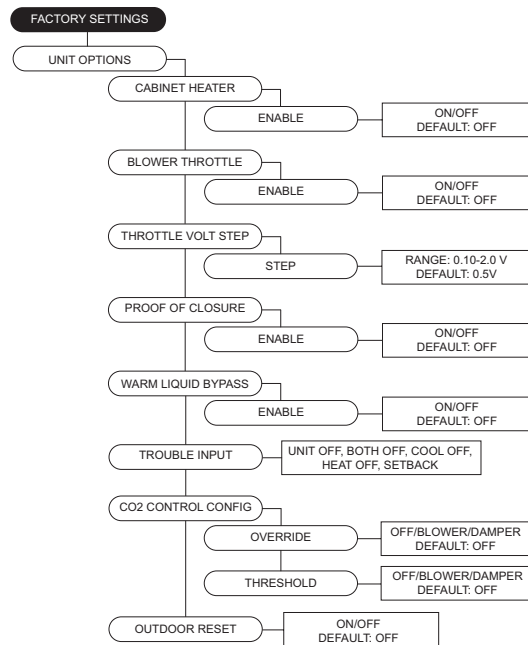 FACTORY SETTINGS
UNIT OPTIONS
CABINET HEATER
ENABLE
ON/OFF
DEFAULT: OFF
BLOWER THROTTLE
ENABLE
ON/OFF
DEFAULT: OFF
THROTTLE VOLT STEP
STEP
RANGE: 0.10-2.0 V
DEFAULT: 0.5V
PROOF OF CLOSURE
ENABLE
ON/OFF
DEFAULT: OFF
WARM LIQUID BYPASS
ENABLE
ON/OFF
DEFAULT: OFF
TROUBLE INPUT
UNIT OFF, BOTH OFF, COOL OFF,
HEAT OFF, SETBACK
CO2 CONTROL CONFIG
OVERRIDE
OFF/BLOWER/DAMPER
DEFAULT: OFF
THRESHOLD
OFF/BLOWER/DAMPER
DEFAULT: OFF
OUTDOOR RESET
ON/OFF
DEFAULT: OFF